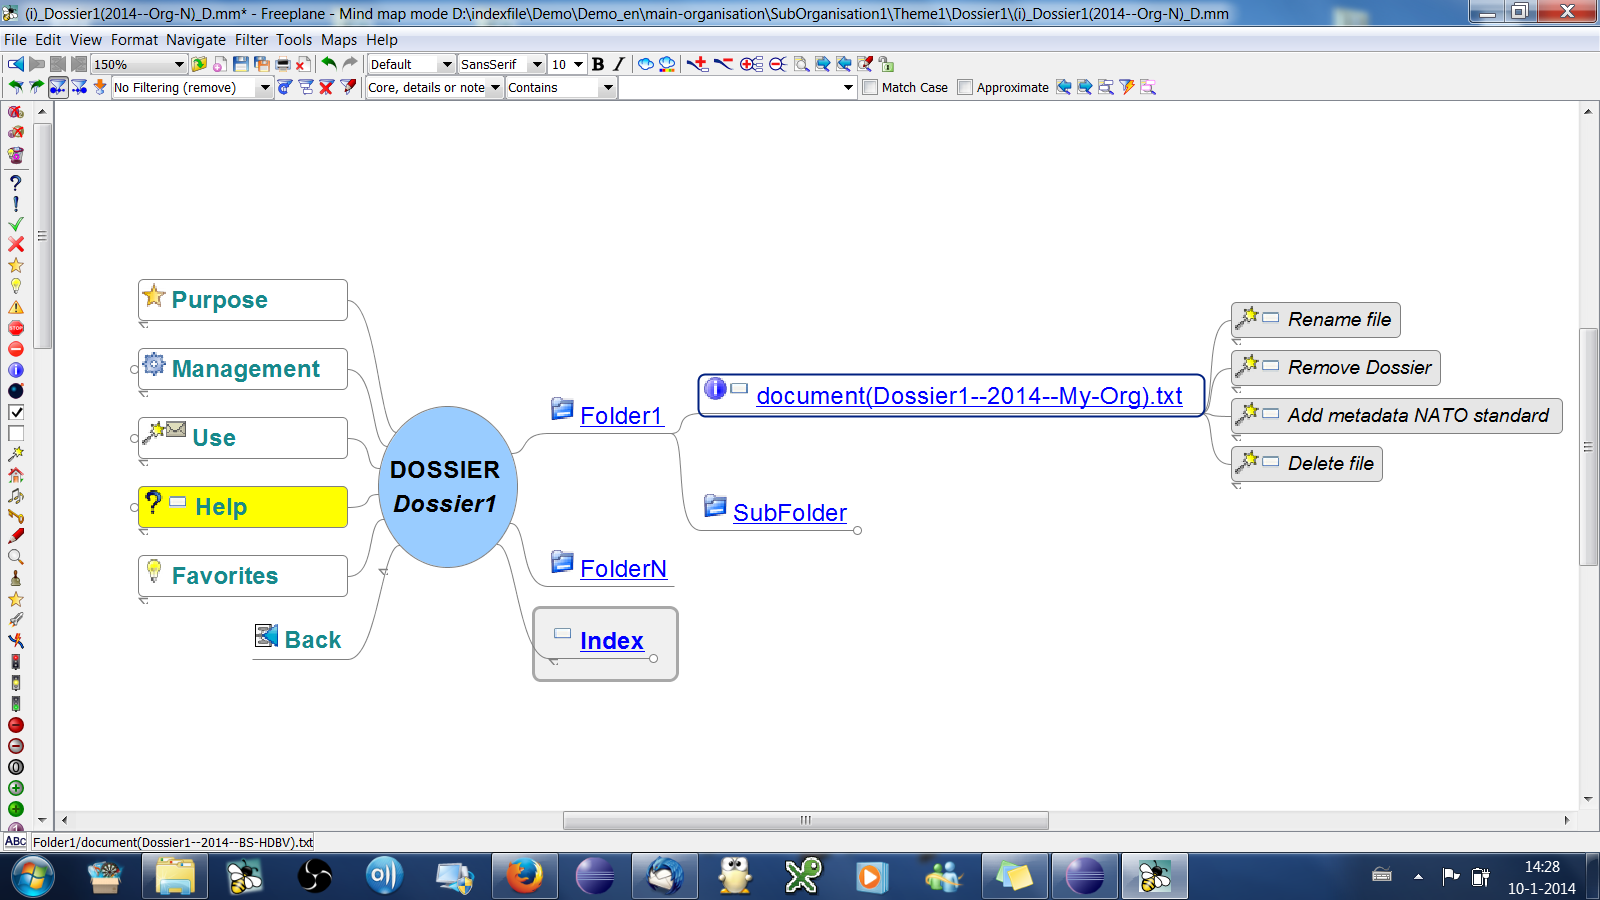 (i)_Dossier1(2014--Org-N)_D.mm* - Freeplane - Mind map mode D:\indexfile\Demo\Demo_en\main-organisation\SubOrganisation1\Theme1\Dossier1\(i)_Dossier1(2014--Org-N)_D.mm
File Edit View Format Navigate Filter Tools Maps Help
150% Default SansSerif 10 B I
No Filtering (remove) Core, details or note Contains Match Case Approximate
Purpose
Management
Use
Help
Favorites
Back
DOSSIER
Dossier1
Folder1
document(Dossier1--2014--My-Org).txt
SubFolder
FolderN
Index
Rename file
Remove Dossier
Add metadata NATO standard
Delete file
STOP
ABC Folder1/document(Dossier1--2014--BS-HDBV).txt
14:28
10-1-2014